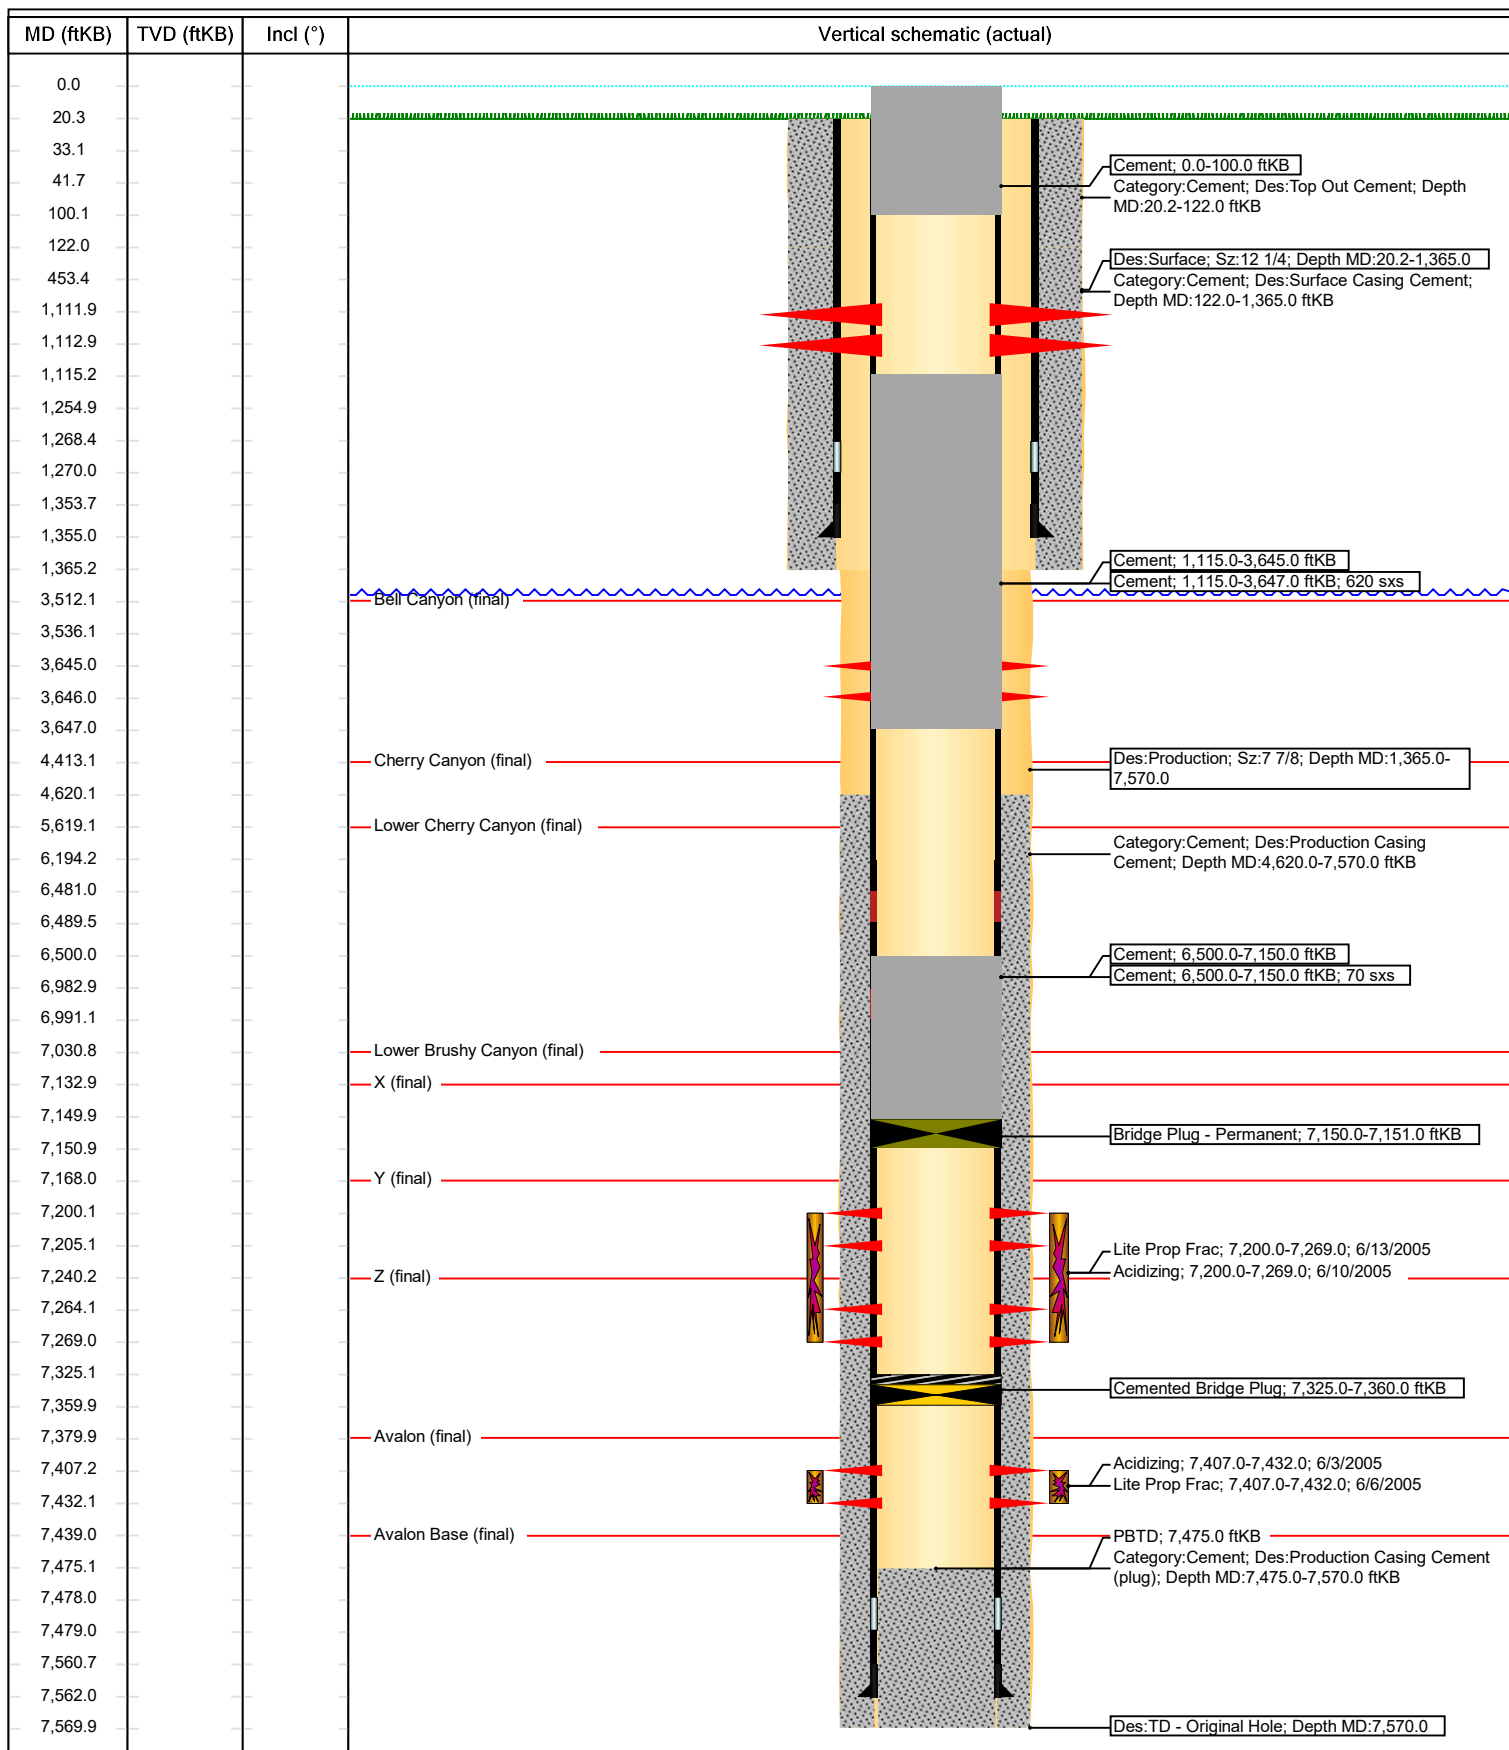 MD (ftKB) TVD (ftKB) Incl (°) Vertical schematic (actual)
0.0
20.3
33.1
Cement; 0.0-100.0 ftKB
41.7
Category:Cement; Des:Top Out Cement; Depth
MD:20.2-122.0 ftKB
100.1
122.0
Des:Surface; Sz:12 1/4; Depth MD:20.2-1,365.0
453.4
Category:Cement; Des:Surface Casing Cement;
Depth MD:122.0-1,365.0 ftKB
1,111.9
1,112.9
1,115.2
1,254.9
1,268.4
1,270.0
1,353.7
1,355.0
Cement; 1,115.0-3,645.0 ftKB
1,365.2
Cement; 1,115.0-3,647.0 ftKB; 620 sxs
3,512.1
Bell Canyon (final)
3,536.1
3,645.0
3,646.0
3,647.0
4,413.1
Cherry Canyon (final)
Des:Production; Sz:7 7/8; Depth MD:1,365.0-
7,570.0
4,620.1
5,619.1
Lower Cherry Canyon (final)
Category:Cement; Des:Production Casing
Cement; Depth MD:4,620.0-7,570.0 ftKB
6,194.2
6,481.0
6,489.5
6,500.0
Cement; 6,500.0-7,150.0 ftKB
Cement; 6,500.0-7,150.0 ftKB; 70 sxs
6,982.9
6,991.1
7,030.8
Lower Brushy Canyon (final)
7,132.9
X (final)
7,149.9
Bridge Plug - Permanent; 7,150.0-7,151.0 ftKB
7,150.9
7,168.0
Y (final)
7,200.1
7,205.1
Lite Prop Frac; 7,200.0-7,269.0; 6/13/2005
Acidizing; 7,200.0-7,269.0; 6/10/2005
7,240.2
Z (final)
7,264.1
7,269.0
7,325.1
Cemented Bridge Plug; 7,325.0-7,360.0 ftKB
7,359.9
7,379.9
Avalon (final)
7,407.2
Acidizing; 7,407.0-7,432.0; 6/3/2005
Lite Prop Frac; 7,407.0-7,432.0; 6/6/2005
7,432.1
7,439.0
Avalon Base (final)
PBTD; 7,475.0 ftKB
Category:Cement; Des:Production Casing Cement
(plug); Depth MD:7,475.0-7,570.0 ftKB
7,475.1
7,478.0
7,479.0
7,560.7
7,562.0
7,569.9
Des:TD - Original Hole; Depth MD:7,570.0